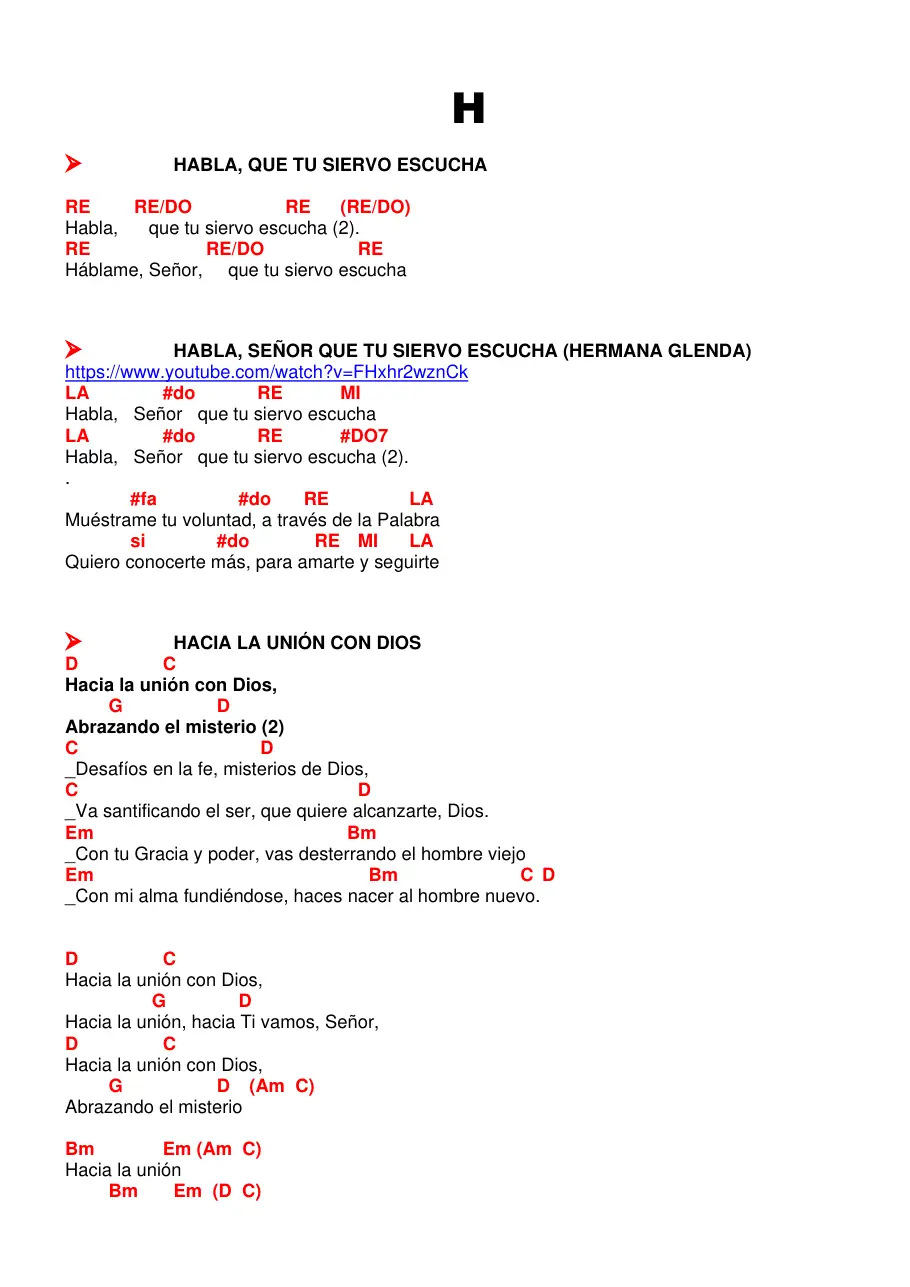 H
HABLA, QUE TU SIERVO ESCUCHA
RE RE/DO RE (RE/DO)
Habla, que tu siervo escucha (2).
RE RE/DO RE
Háblame, Señor, que tu siervo escucha
HABLA, SEÑOR QUE TU SIERVO ESCUCHA (HERMANA GLENDA)
https://www.youtube.com/watch?v=FHxhr2wznCk
LA #do RE MI
Habla, Señor que tu siervo escucha
LA #do RE #DO7
Habla, Señor que tu siervo escucha (2).
.
#fa #do RE LA
Muéstrame tu voluntad, a través de la Palabra
si #do RE MI LA
Quiero conocerte más, para amarte y seguirte
HACIA LA UNIÓN CON DIOS
D C
Hacia la unión con Dios,
G D
Abrazando el misterio (2)
C D
_Desafíos en la fe, misterios de Dios,
C D
_Va santificando el ser, que quiere alcanzarte, Dios.
Em Bm
_Con tu Gracia y poder, vas desterrando el hombre viejo
Em Bm C D
_Con mi alma fundiéndose, haces nacer al hombre nuevo.
D C
Hacia la unión con Dios,
G D
Hacia la unión, hacia Ti vamos, Señor,
D C
Hacia la unión con Dios,
G D (Am C)
Abrazando el misterio
Bm Em (Am C)
Hacia la unión
Bm Em (D C)